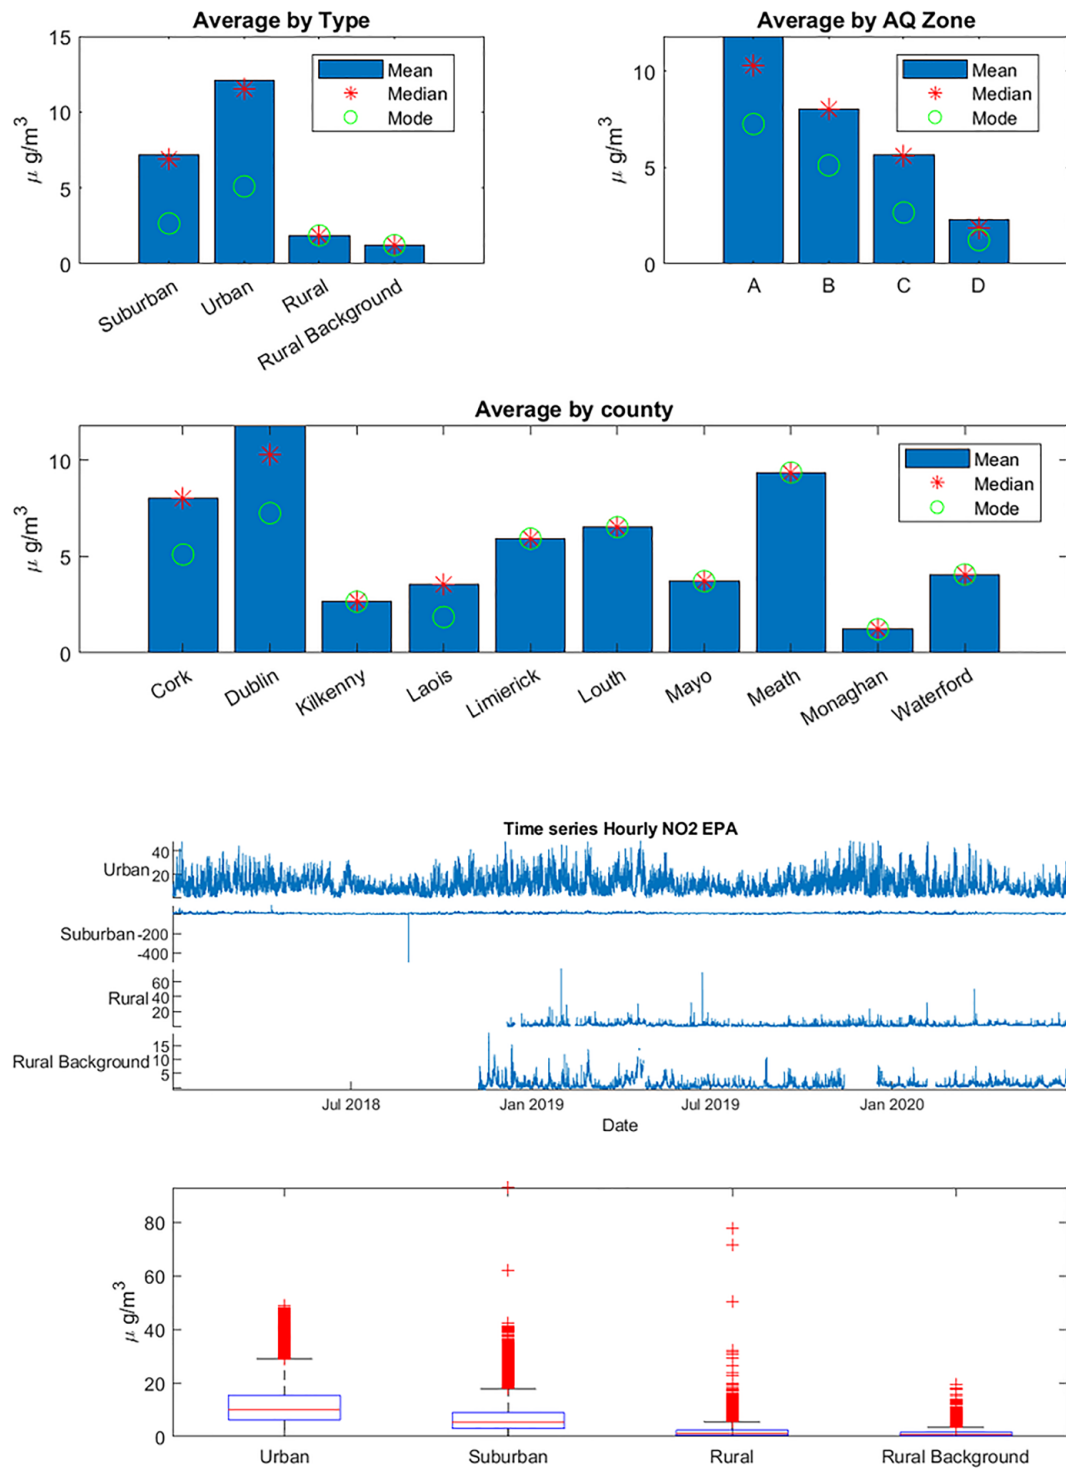 Average by Type
15
10
5
0
μ g/m3
Mean
Median
Mode
Suburban
Urban
Rural
Rural Background
Average by AQ Zone
10
5
0
μ g/m3
Mean
Median
Mode
A
B
C
D
Average by county
10
5
0
μ g/m3
Mean
Median
Mode
Cork
Dublin
Kilkenny
Laois
Limierick
Louth
Mayo
Meath
Monaghan
Waterford
Time series Hourly NO2 EPA
Urban
40
20
Suburban
-200
-400
Rural
60
40
20
Rural Background
15
10
5
Jul 2018
Jan 2019
Jul 2019
Jan 2020
Date
80
60
40
20
0
μ g/m3
Urban
Suburban
Rural
Rural Background